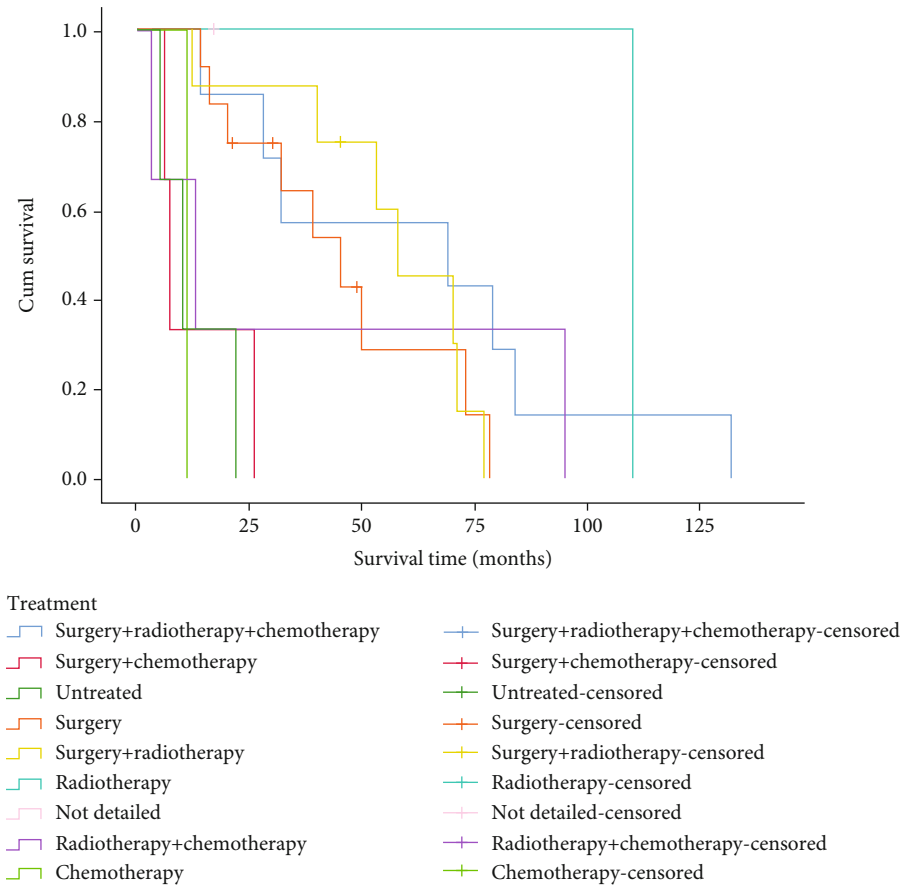 1.0
0.8
0.6
0.4
0.2
0.0
Cum survival
0 25 50 75 100 125
Survival time (months)
Treatment
Surgery+radiotherapy+chemotherapy Surgery+radiotherapy+chemotherapy-censored
Surgery+chemotherapy Surgery+chemotherapy-censored
Untreated Untreated-censored
Surgery Surgery-censored
Surgery+radiotherapy Surgery+radiotherapy-censored
Radiotherapy Radiotherapy-censored
Not detailed Not detailed-censored
Radiotherapy+chemotherapy Radiotherapy+chemotherapy-censored
Chemotherapy Chemotherapy-censored